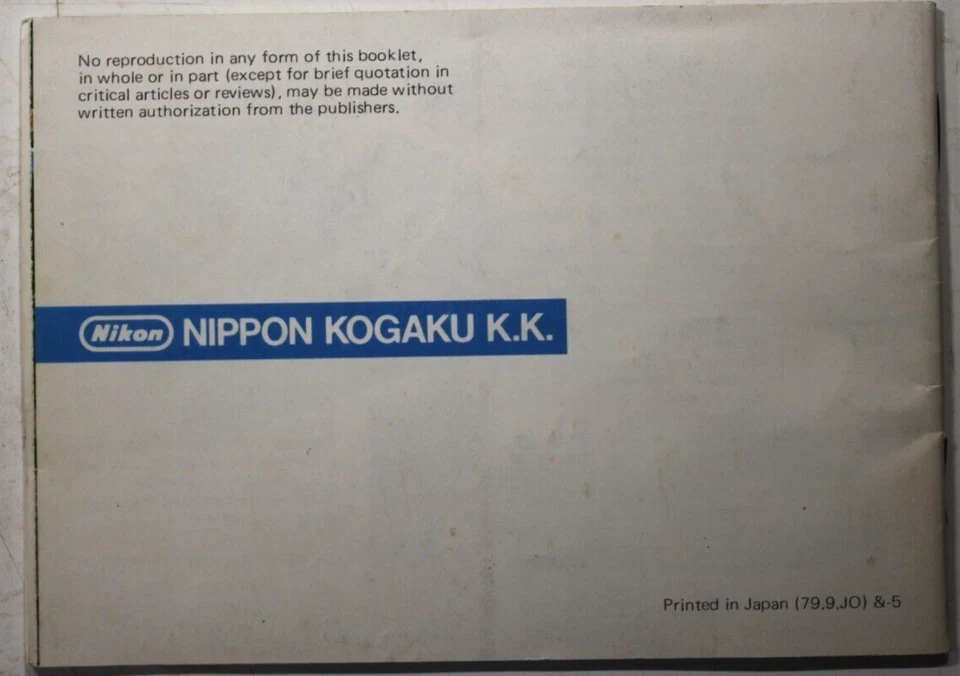 No reproduction in any form of this booklet,
in whole or in part (except for brief quotation in
critical articles or reviews), may be made without
written authorization from the publishers.
Nikon NIPPON KOGAKU K.K.
Printed in Japan (79.9.JO) &-5